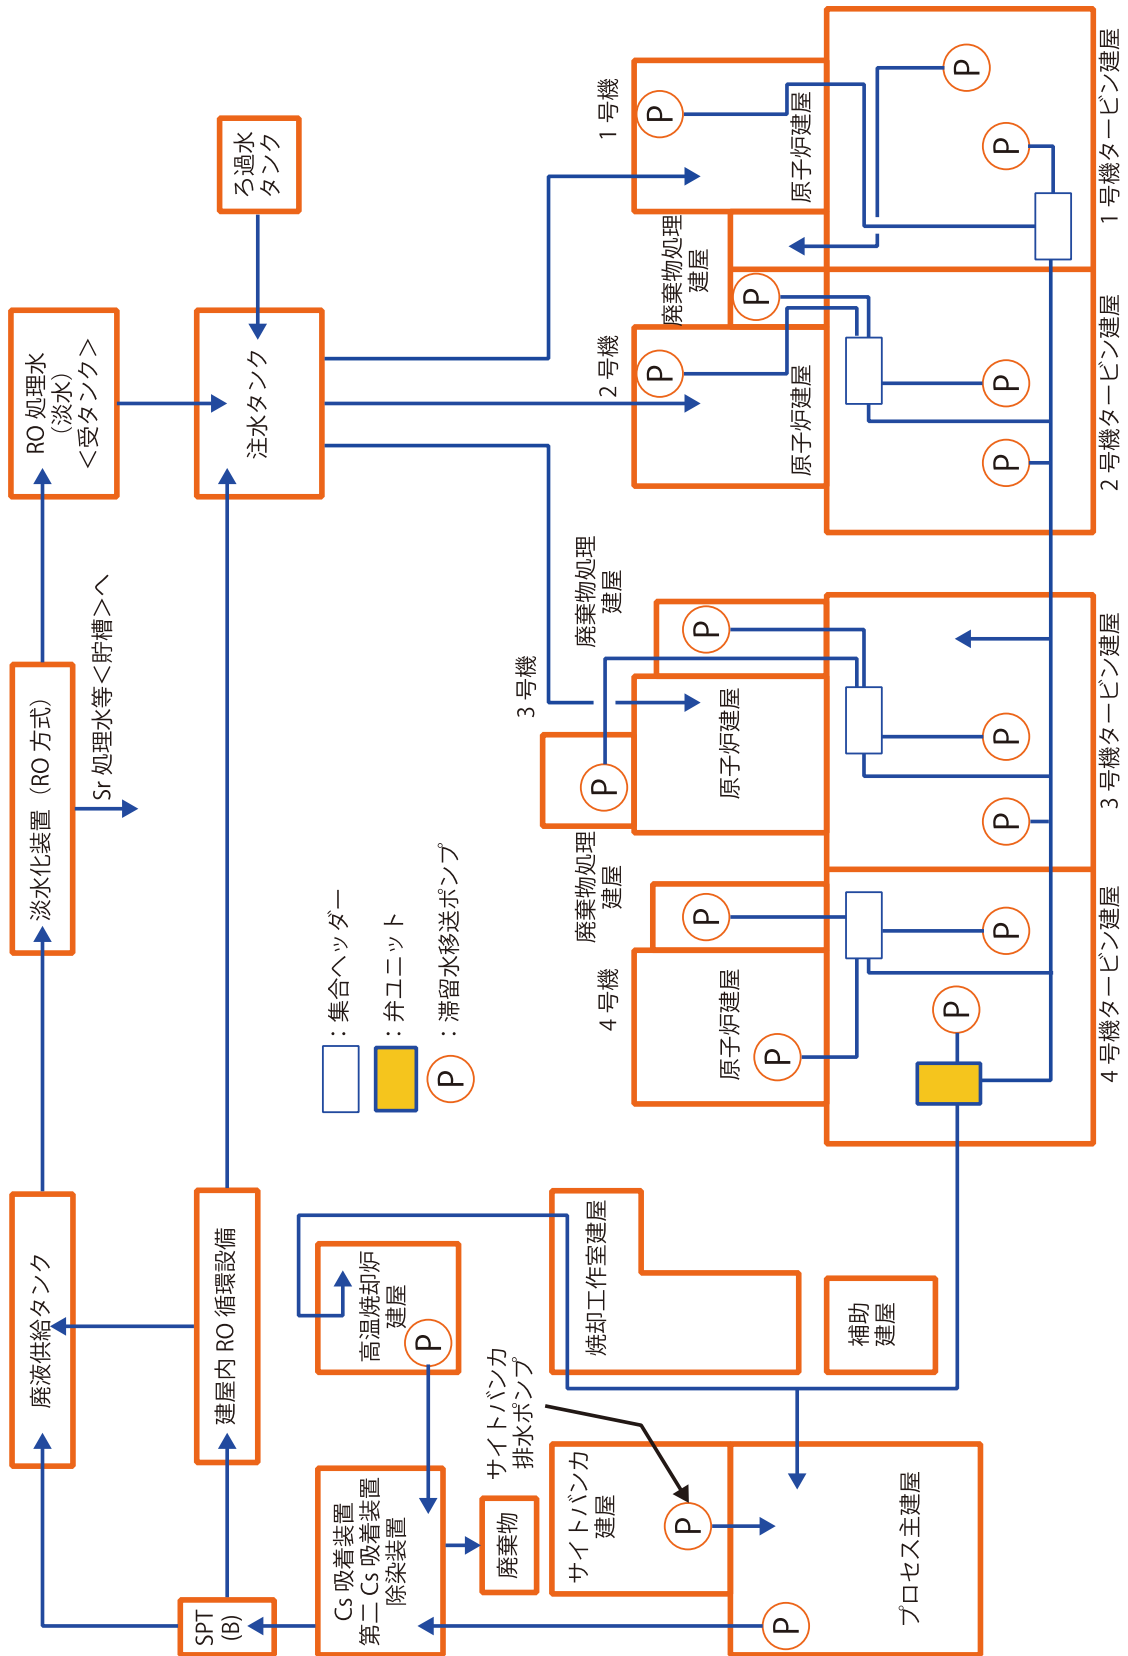 RO 処理水
(淡水)
＜受タンク＞
ろ過水
タンク
注水タンク
淡水化装置（RO 方式）
Sr 処理水等＜貯槽＞へ
廃液供給タンク
建屋内 RO 循環設備
SPT
(B)
Cs 吸着装置
第二 Cs 吸着装置
除染装置
廃棄物
高温焼却炉
建屋
P
：集合ヘッダー
：弁ユニット
P
：滞留水移送ポンプ
サイトバンカ
排水ポンプ
サイトバンカ
建屋
P
プロセス主建屋
P
焼却工作室建屋
補助
建屋
4 号機
原子炉建屋
P
廃棄物処理
建屋
P
P
P
4 号機タービン建屋
3 号機
原子炉建屋
P
廃棄物処理
建屋
P
P
P
3 号機タービン建屋
2 号機
原子炉建屋
P
廃棄物処理
建屋
P
P
P
2 号機タービン建屋
1 号機
原子炉建屋
P
P
P
1 号機タービン建屋